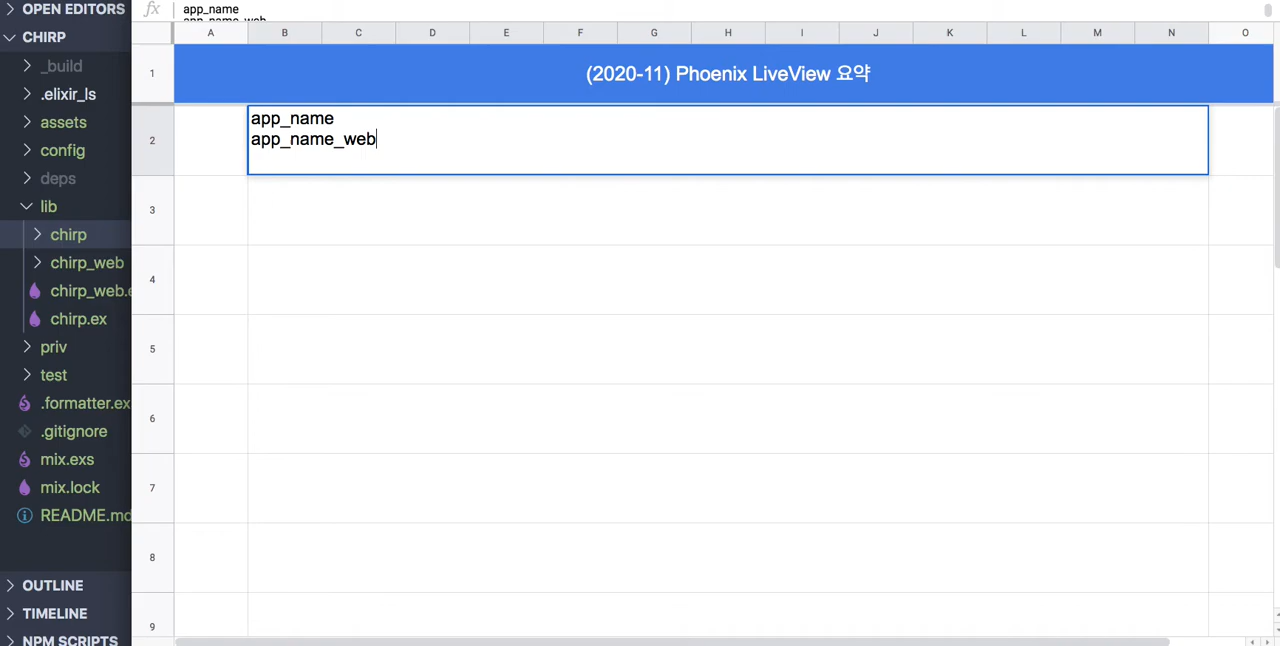 OPEN EDITORS
CHIRP
_build
.elixir_ls
assets
config
deps
lib
chirp
chirp_web
chirp_web.e
chirp.ex
priv
test
.formatter.ex
.gitignore
mix.exs
mix.lock
README.md
OUTLINE
TIMELINE
NPM SCRIPTS
fx
app_name
app_name_web
A B C D E F G H I J K L M N O
1
(2020-11) Phoenix LiveView 요약
2
app_name
app_name_web
3
4
5
6
7
8
9